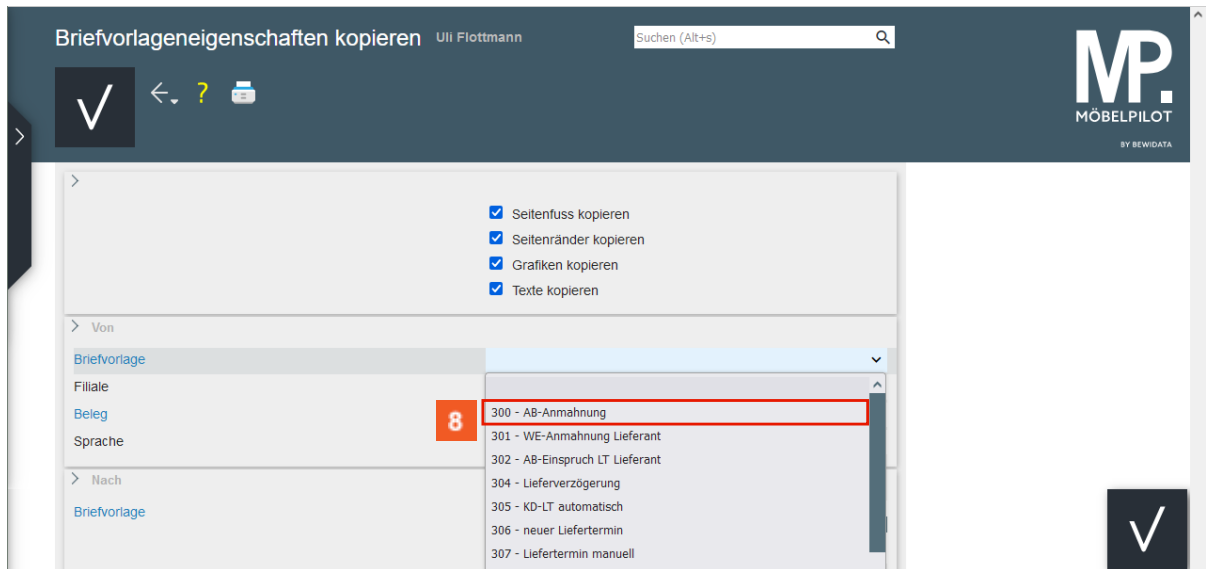 Briefvorlageneigenschaften kopieren Uli Flottmann
Suchen (Alt+s)
?
MP.
MÖBELPILOT
BY BEWIDATA
Seitenfuss kopieren
Seitenränder kopieren
Grafiken kopieren
Texte kopieren
Von
Briefvorlage
Filiale
Beleg
Sprache
8
300 - AB-Anmahnung
301 - WE-Anmahnung Lieferant
302 - AB-Einspruch LT Lieferant
304 - Lieferverzögerung
305 - KD-LT automatisch
306 - neuer Liefertermin
307 - Liefertermin manuell
Nach
Briefvorlage